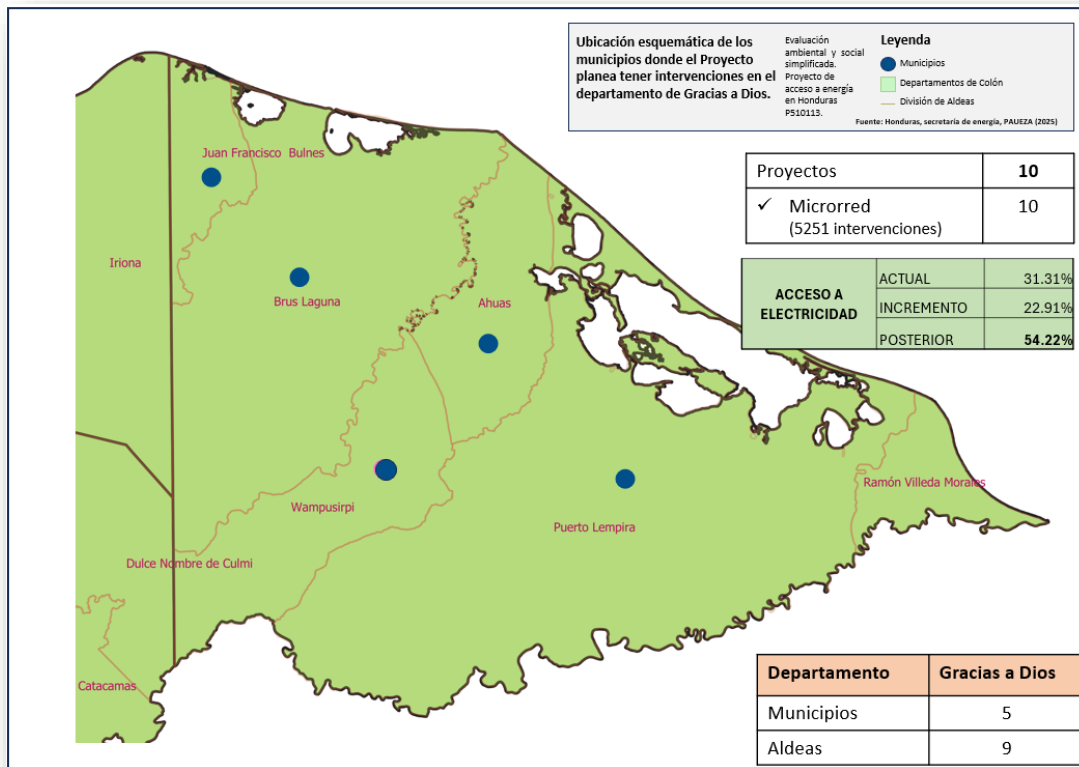 Ubicación esquemática de los
municipios donde el Proyecto
planea tener intervenciones en el
departamento de Gracias a Dios.
Evaluación
ambiental y social
simplificada.
Proyecto de
acceso a energía
en Honduras
P510113.
Leyenda
Municipios
Departamentos de Colón
División de Aldeas
Fuente: Honduras, secretaría de energía, PAUEZA (2025)
Juan Francisco Bulnes
Iriona
Brus Laguna
Ahuas
Wampusirpi
Dulce Nombre de Culmi
Puerto Lempira
Ramón Villeda Morales
Catacamas
Proyectos 10
✓ Microrred 10
(5251 intervenciones)
ACCESO A
ELECTRICIDAD
ACTUAL 31.31%
INCREMENTO 22.91%
POSTERIOR 54.22%
Departamento Gracias a Dios
Municipios 5
Aldeas 9